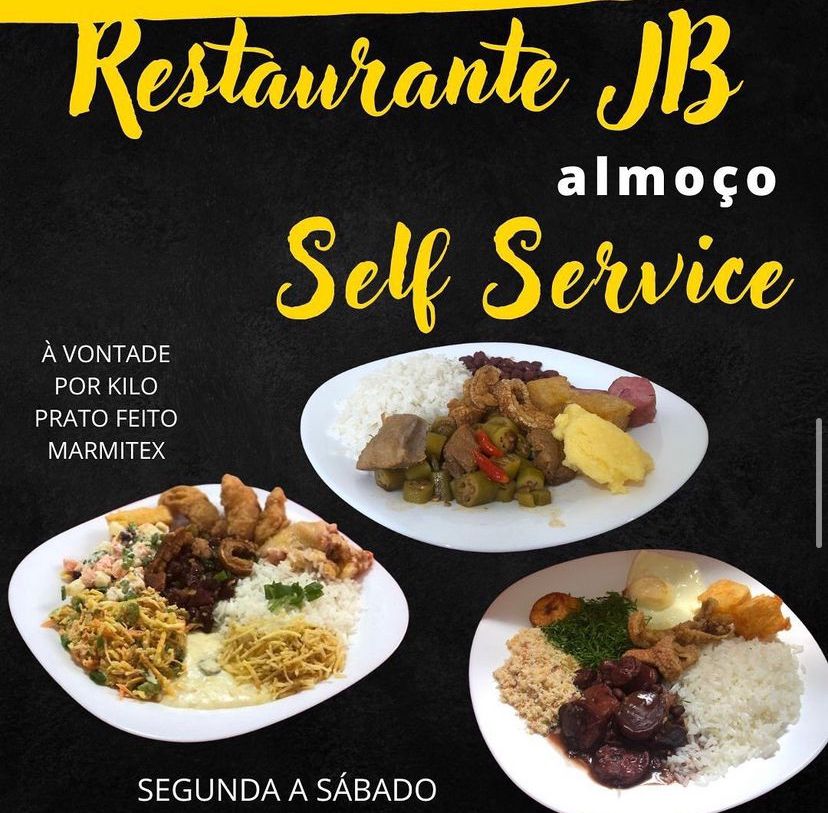 Restaurante JB
almoço
Self Service
À VONTADE
POR KILO
PRATO FEITO
MARMITEX
SEGUNDA A SÁBADO